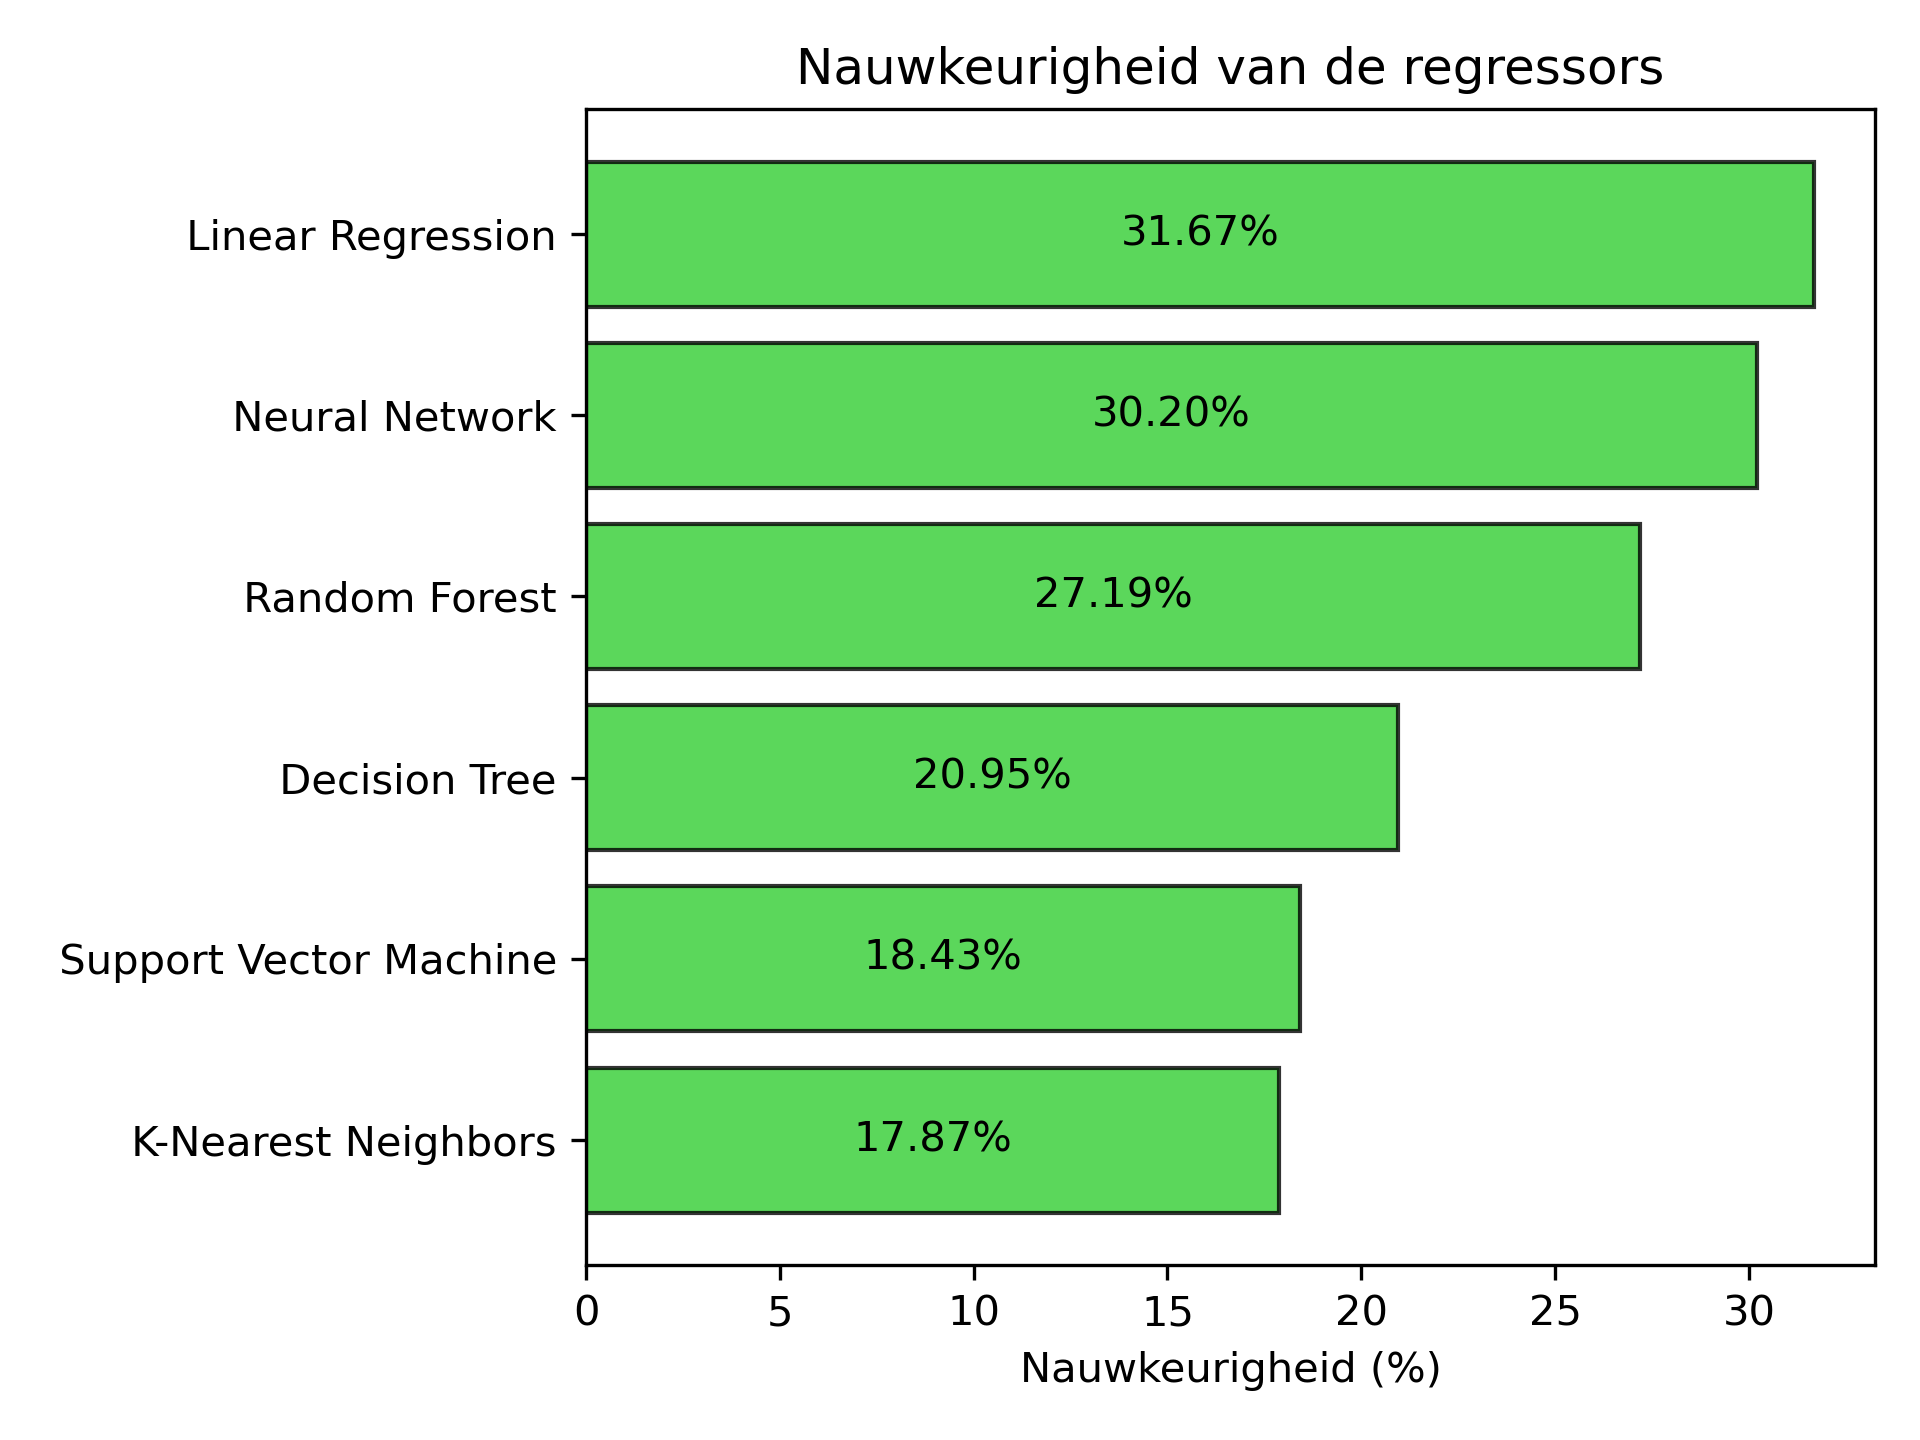 Nauwkeurigheid van de regressors
Linear Regression
31.67%
Neural Network
30.20%
Random Forest
27.19%
Decision Tree
20.95%
Support Vector Machine
18.43%
K-Nearest Neighbors
17.87%
0 5 10 15 20 25 30
Nauwkeurigheid (%)